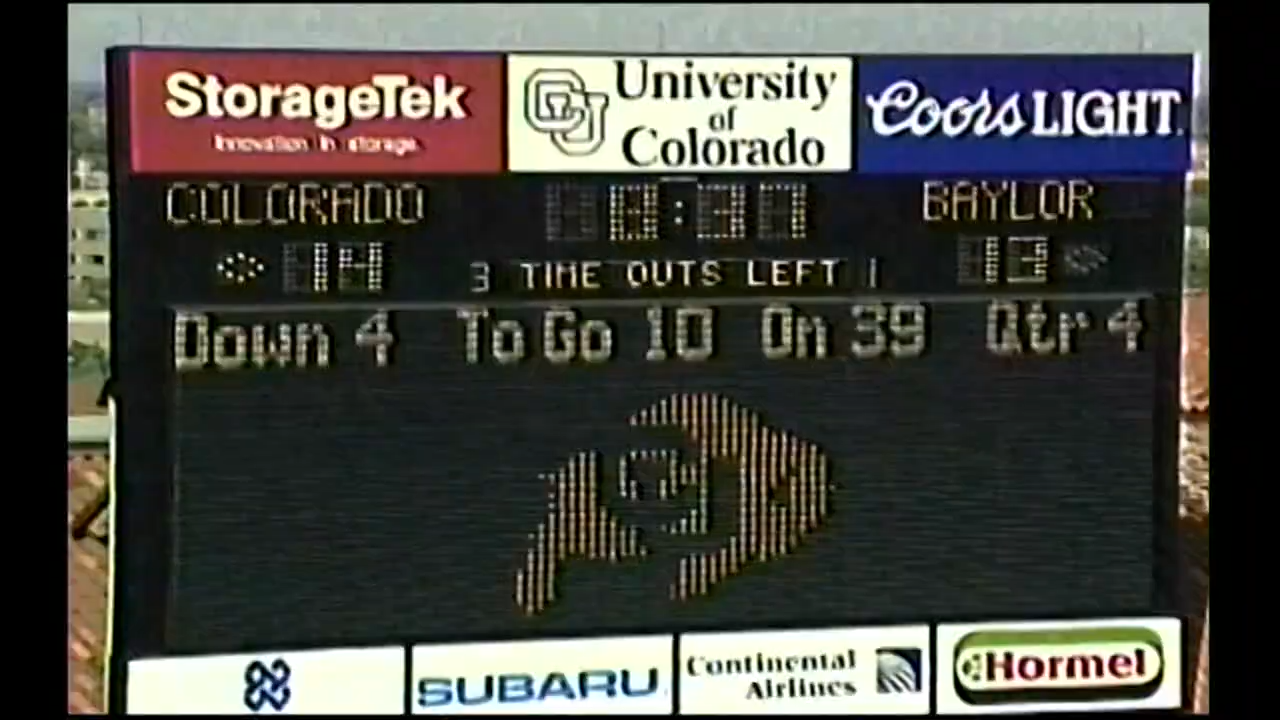 StorageTek
Innovation in storage.
CU
University
of
Colorado
Coors LIGHT
COLORADO
BAYLOR
14
3 TIME OUTS LEFT 1
13
Down 4 To Go 10 On 39 Qtr 4
SUBARU
Continental
Airlines
Hormel